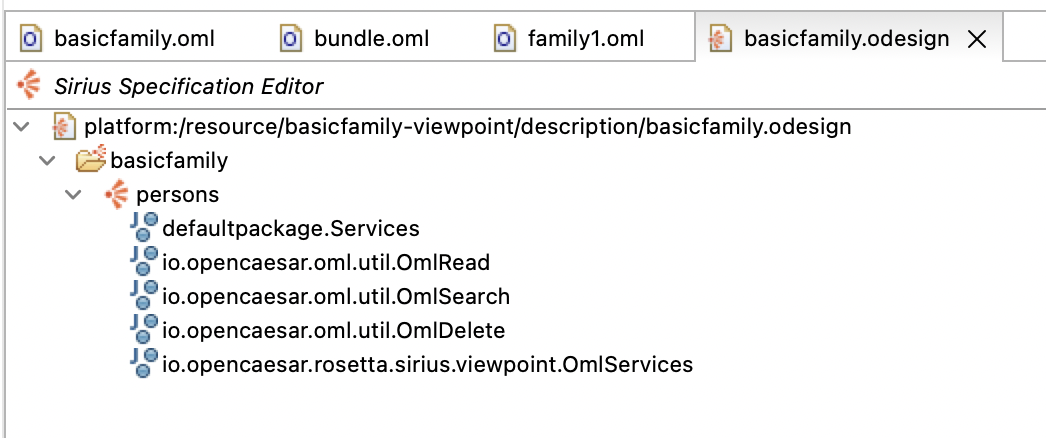 basicfamily.oml bundle.oml family1.oml basicfamily.odesign
Sirius Specification Editor
platform:/resource/basicfamily-viewpoint/description/basicfamily.odesign
basicfamily
persons
defaultpackage.Services
io.opencaesar.oml.util.OmlRead
io.opencaesar.oml.util.OmlSearch
io.opencaesar.oml.util.OmlDelete
io.opencaesar.rosetta.sirius.viewpoint.OmlServices